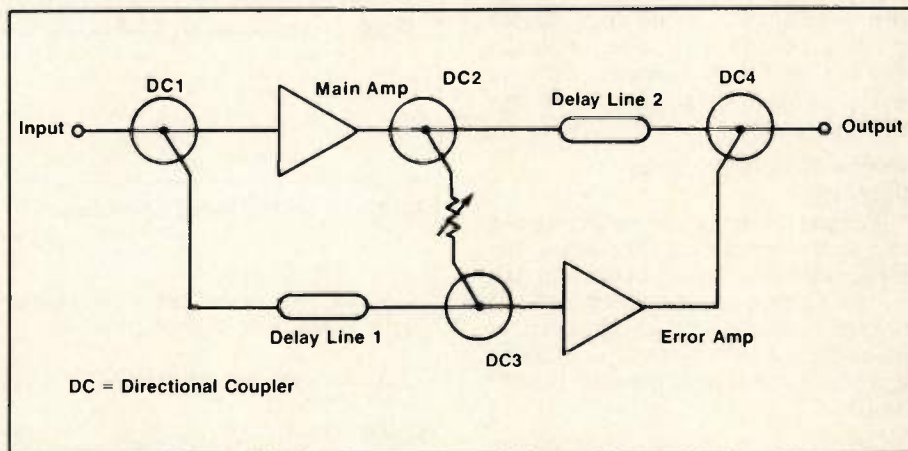 DC1
Main Amp
DC2
DC4
Delay Line 2
Input
Output
Delay Line 1
DC3
Error Amp
DC = Directional Coupler